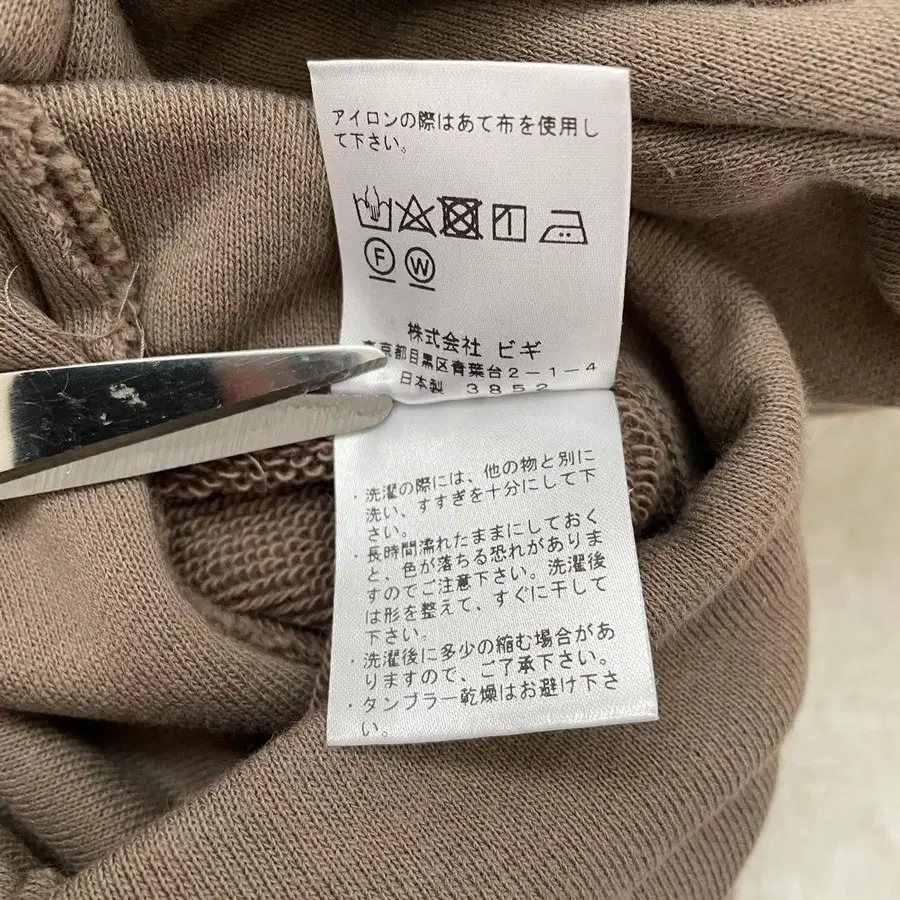 アイロンの際はあて布を使用し
て下さい。
F W
株式会社 ビギ
東京都目黒区青葉台2-1-4
日本製 3852
・洗濯の際には、他の物と別に
洗い、すすぎを十分にして下
さい。
・長時間濡れたままにしておく
と、色が落ちる恐れがありま
すのでご注意下さい。洗濯後
は形を整えて、すぐに干して
下さい。
・洗濯後に多少の縮む場合があ
りますので、ご了承下さい。
・タンブラー乾燥はお避け下さ
い。